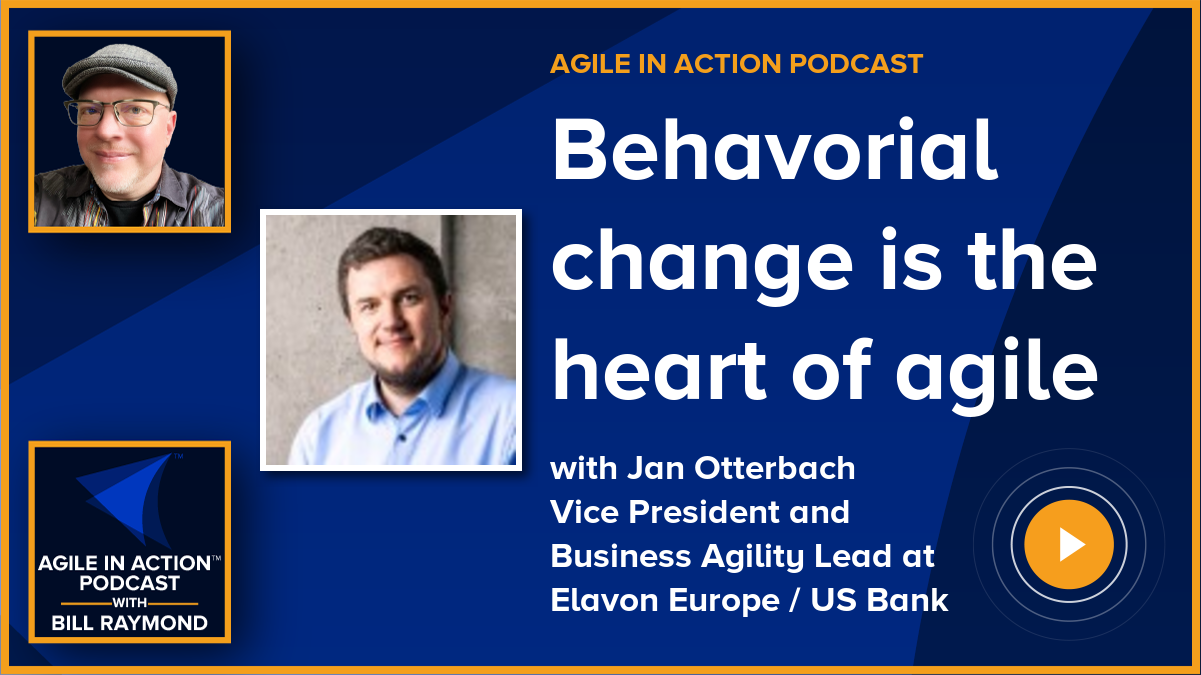 AGILE IN ACTION PODCAST
Behavorial
change is the
heart of agile
with Jan Otterbach
Vice President and
Business Agility Lead at
Elavon Europe / US Bank
TM
AGILE IN ACTION™
PODCAST
WITH
BILL RAYMOND